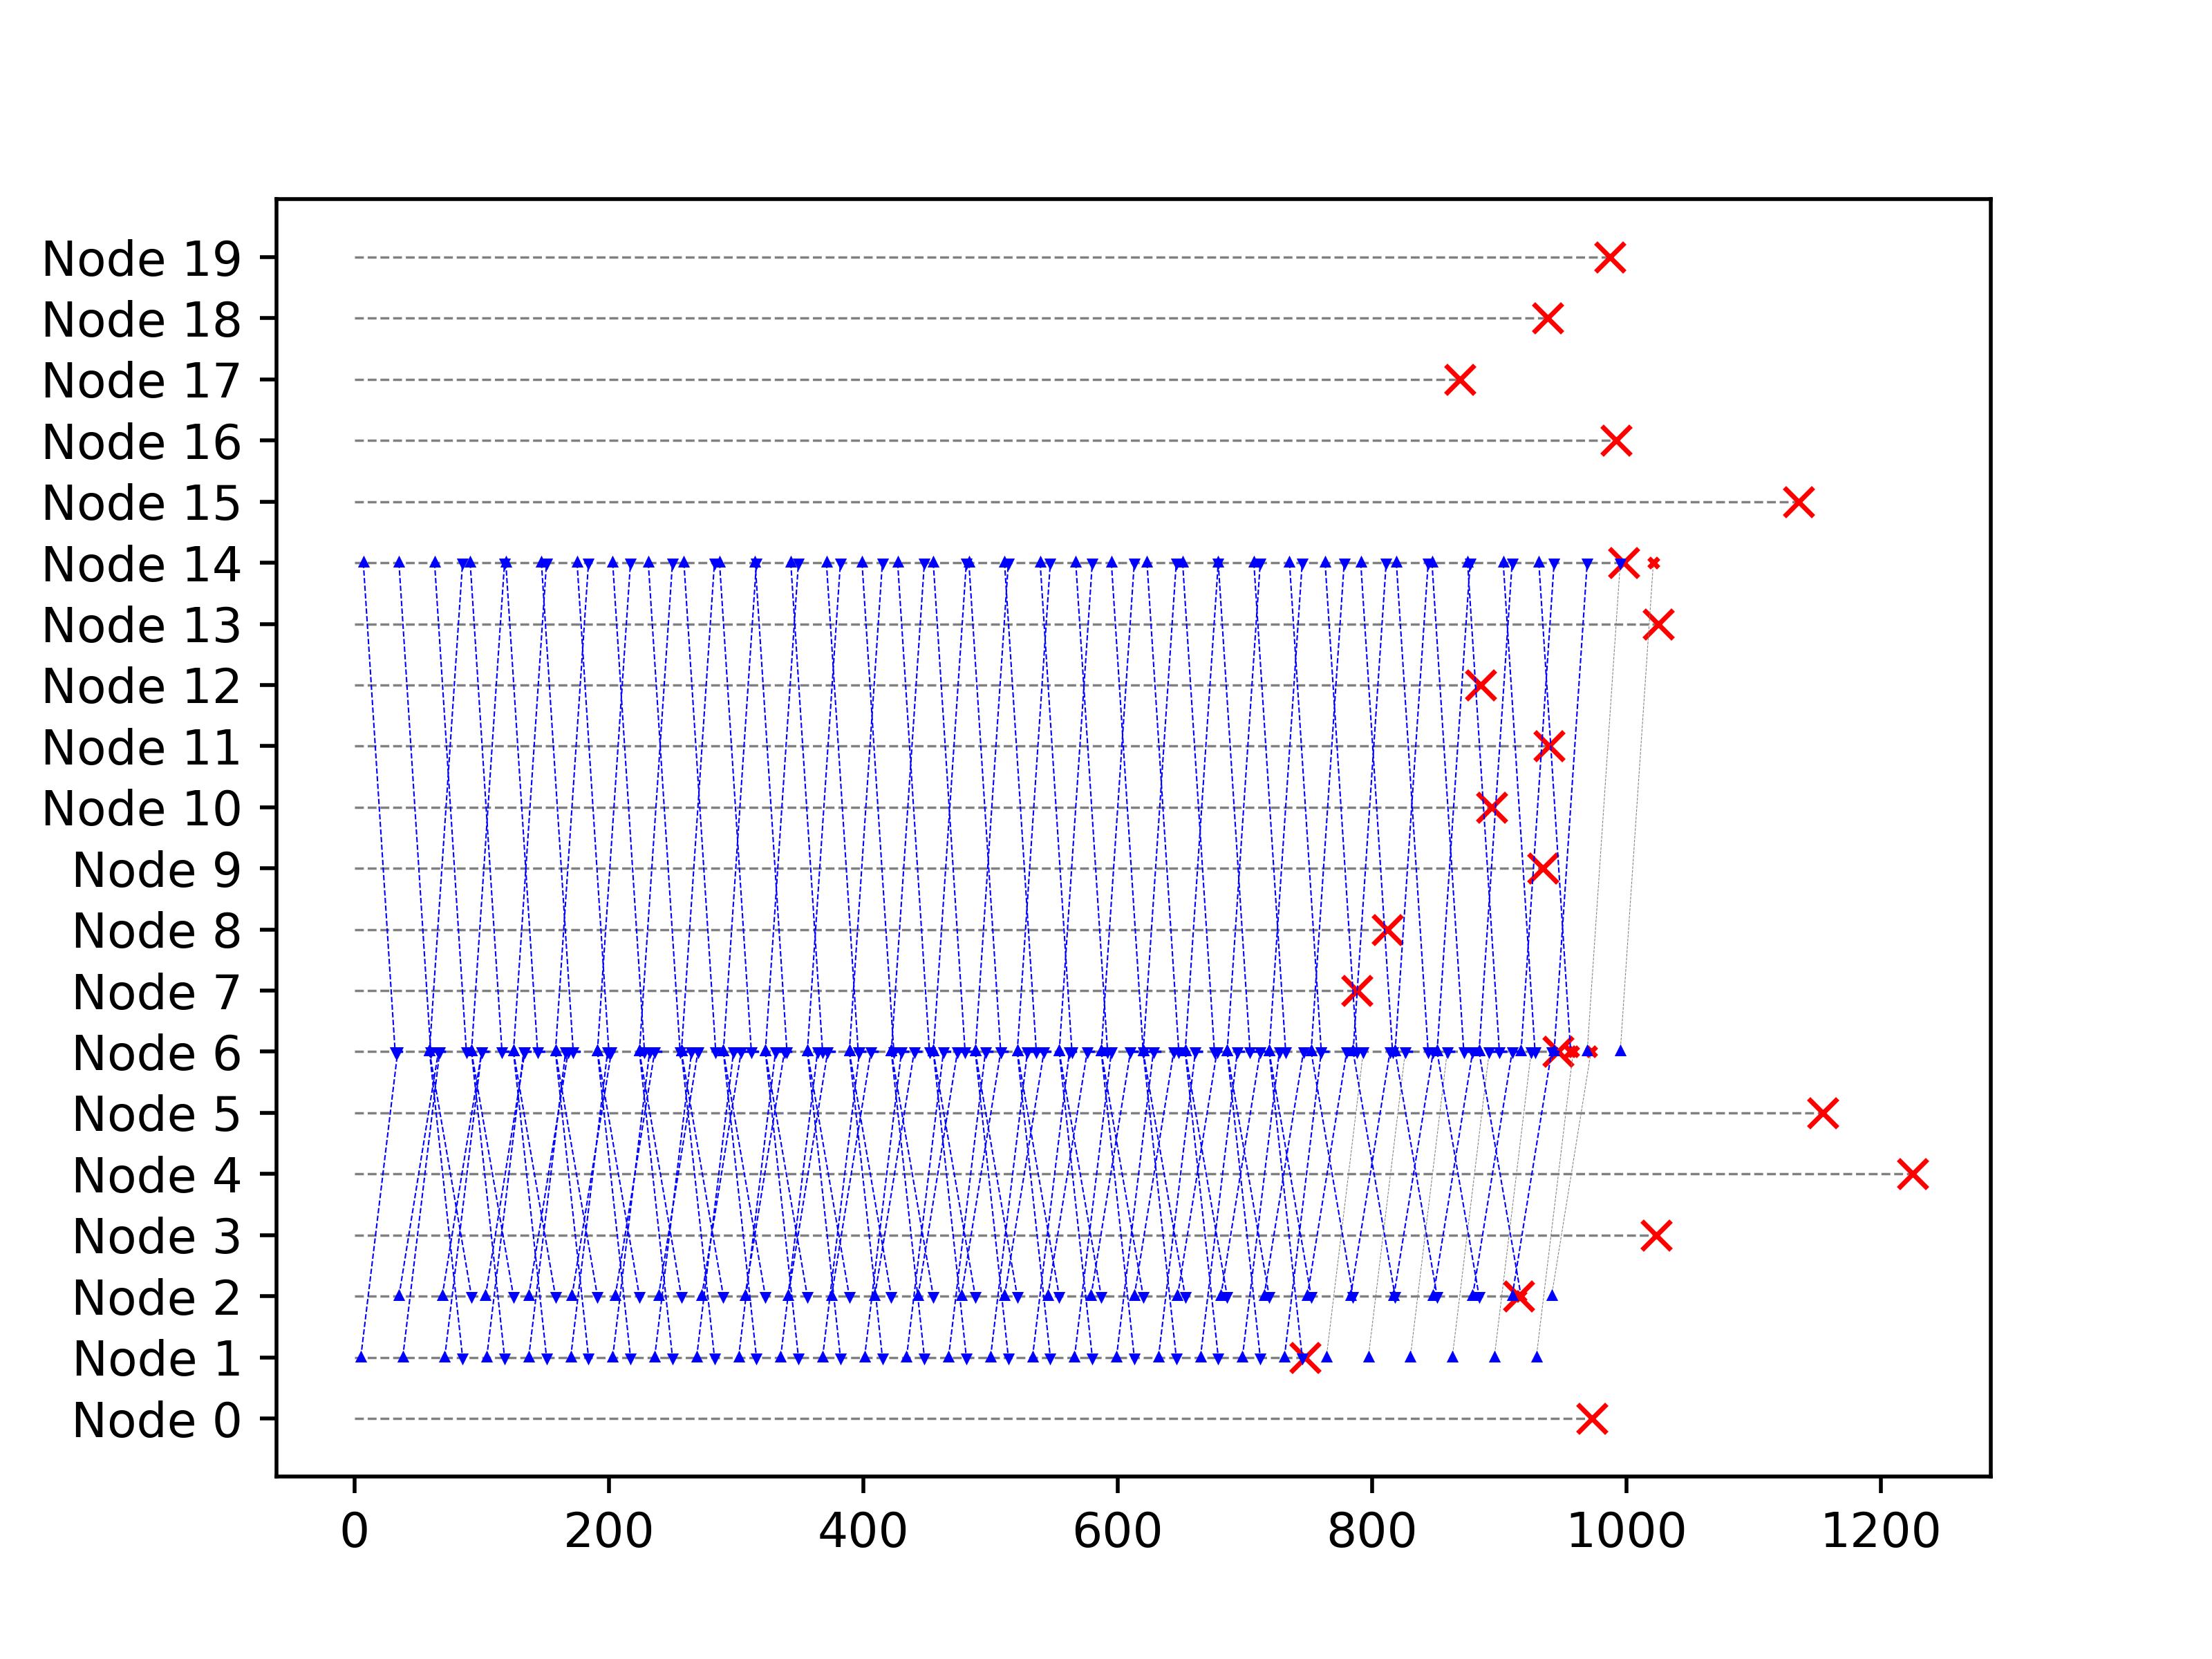 Node 19
Node 18
Node 17
Node 16
Node 15
Node 14
Node 13
Node 12
Node 11
Node 10
Node 9
Node 8
Node 7
Node 6
Node 5
Node 4
Node 3
Node 2
Node 1
Node 0
0 200 400 600 800 1000 1200